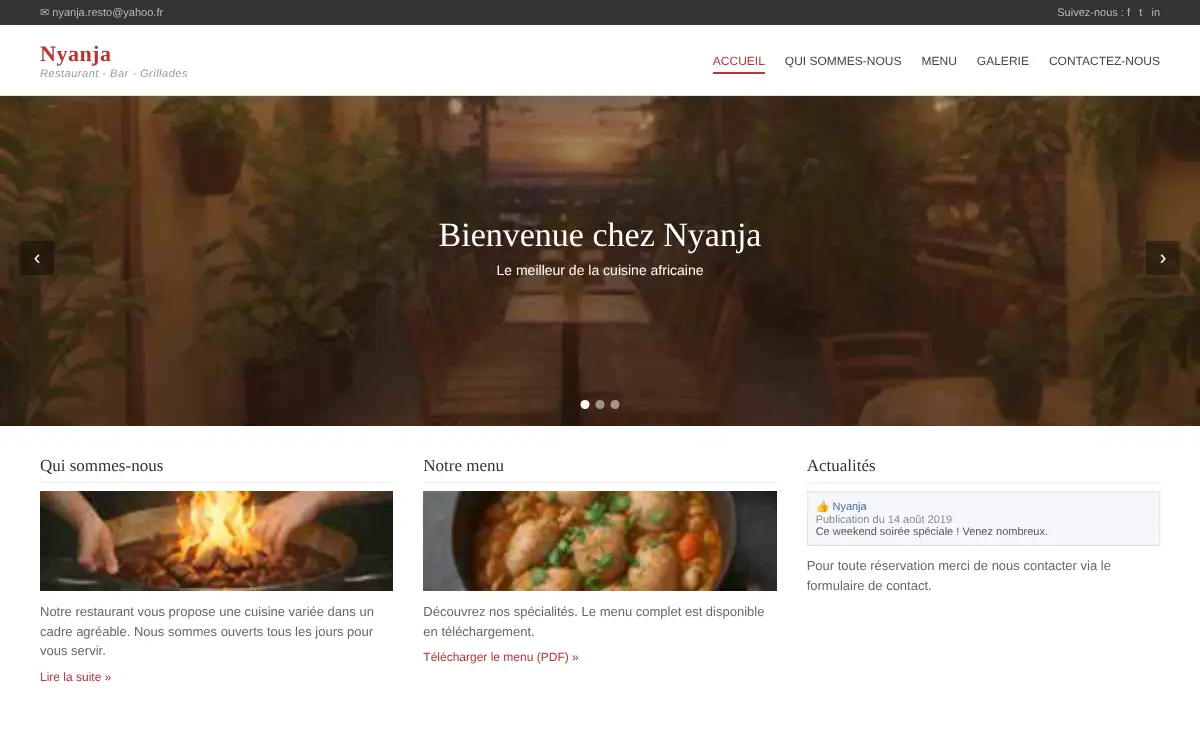 ✉ nyanja.resto@yahoo.fr
Suivez-nous : f t in
Nyanja
Restaurant - Bar - Grillades
ACCUEIL QUI SOMMES-NOUS MENU GALERIE CONTACTEZ-NOUS
Bienvenue chez Nyanja
Le meilleur de la cuisine africaine
‹
›
Qui sommes-nous
Notre restaurant vous propose une cuisine variée dans un
cadre agréable. Nous sommes ouverts tous les jours pour
vous servir.
Lire la suite »
Notre menu
Découvrez nos spécialités. Le menu complet est disponible
en téléchargement.
Télécharger le menu (PDF) »
Actualités
👍 Nyanja
Publication du 14 août 2019
Ce weekend soirée spéciale ! Venez nombreux.
Pour toute réservation merci de nous contacter via le
formulaire de contact.